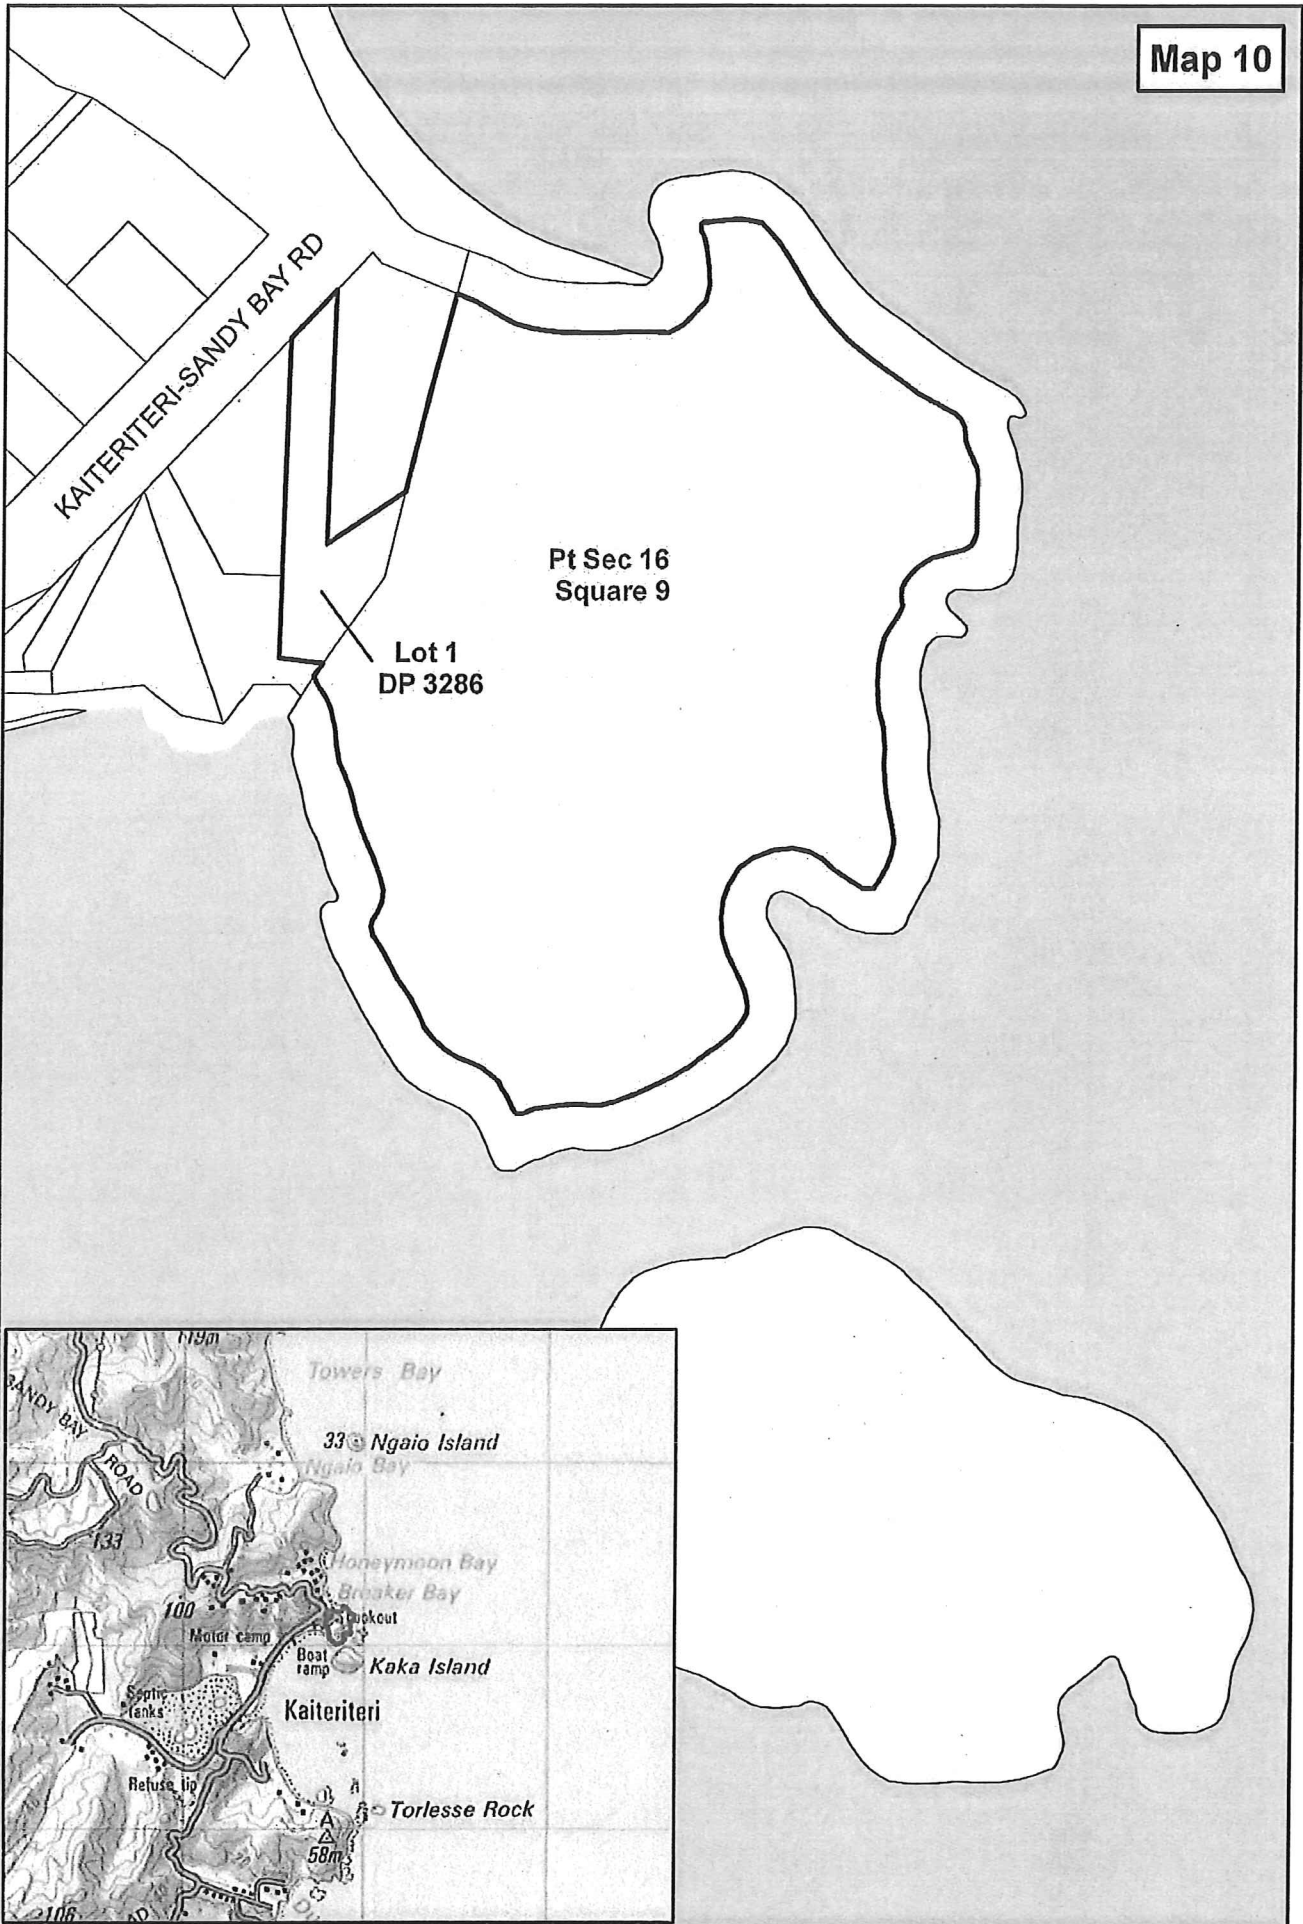 Map 10
KAITERITERI-SANDY BAY RD
Pt Sec 16
Square 9
Lot 1
DP 3286
119m
Towers Bay
SANDY BAY
ROAD
33 Ngaio Island
Ngaio Bay
133
Honeymoon Bay
Breaker Bay
100
Lookout
Motor camp
Boat
ramp
Kaka Island
Septic
tanks
Kaiteriteri
Refuse tip
Torlesse Rock
A
58m
106